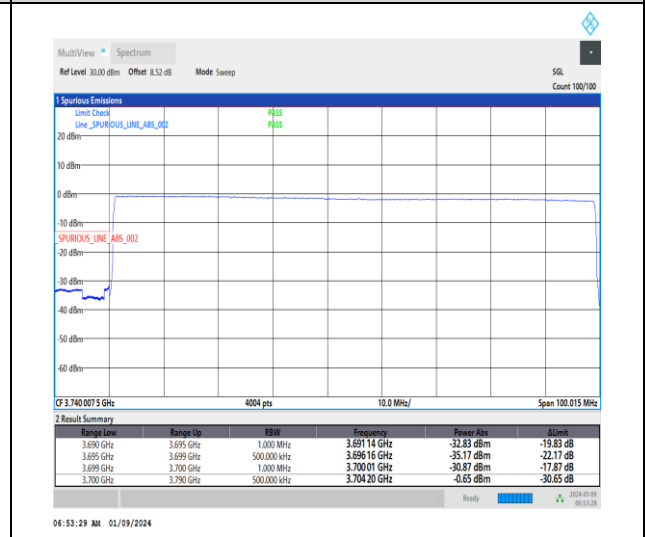 MultiView Spectrum
Ref Level 30.00 dBm Offset 8.52 dB Mode Sweep SGL
Count 100/100
1 Spurious Emissions
Limit Check PASS
Line _SPURIOUS_LINE_ABS_002 PASS
20 dBm
10 dBm
0 dBm
-10 dBm
_SPURIOUS_LINE_ABS_002
-20 dBm
-30 dBm
-40 dBm
-50 dBm
-60 dBm
CF 3.740 007 5 GHz 4004 pts 10.0 MHz/ Span 100.015 MHz
2 Result Summary
Range Low Range Up RBW Frequency Power Abs ΔLimit
3.690 GHz 3.695 GHz 1.000 MHz 3.691 14 GHz -32.83 dBm -19.83 dB
3.695 GHz 3.699 GHz 500.000 kHz 3.696 16 GHz -35.17 dBm -22.17 dB
3.699 GHz 3.700 GHz 1.000 MHz 3.700 01 GHz -30.87 dBm -17.87 dB
3.700 GHz 3.790 GHz 500.000 kHz 3.704 20 GHz -0.65 dBm -30.65 dB
Ready 2024-01-09
06:53:28
06:53:29 AM 01/09/2024